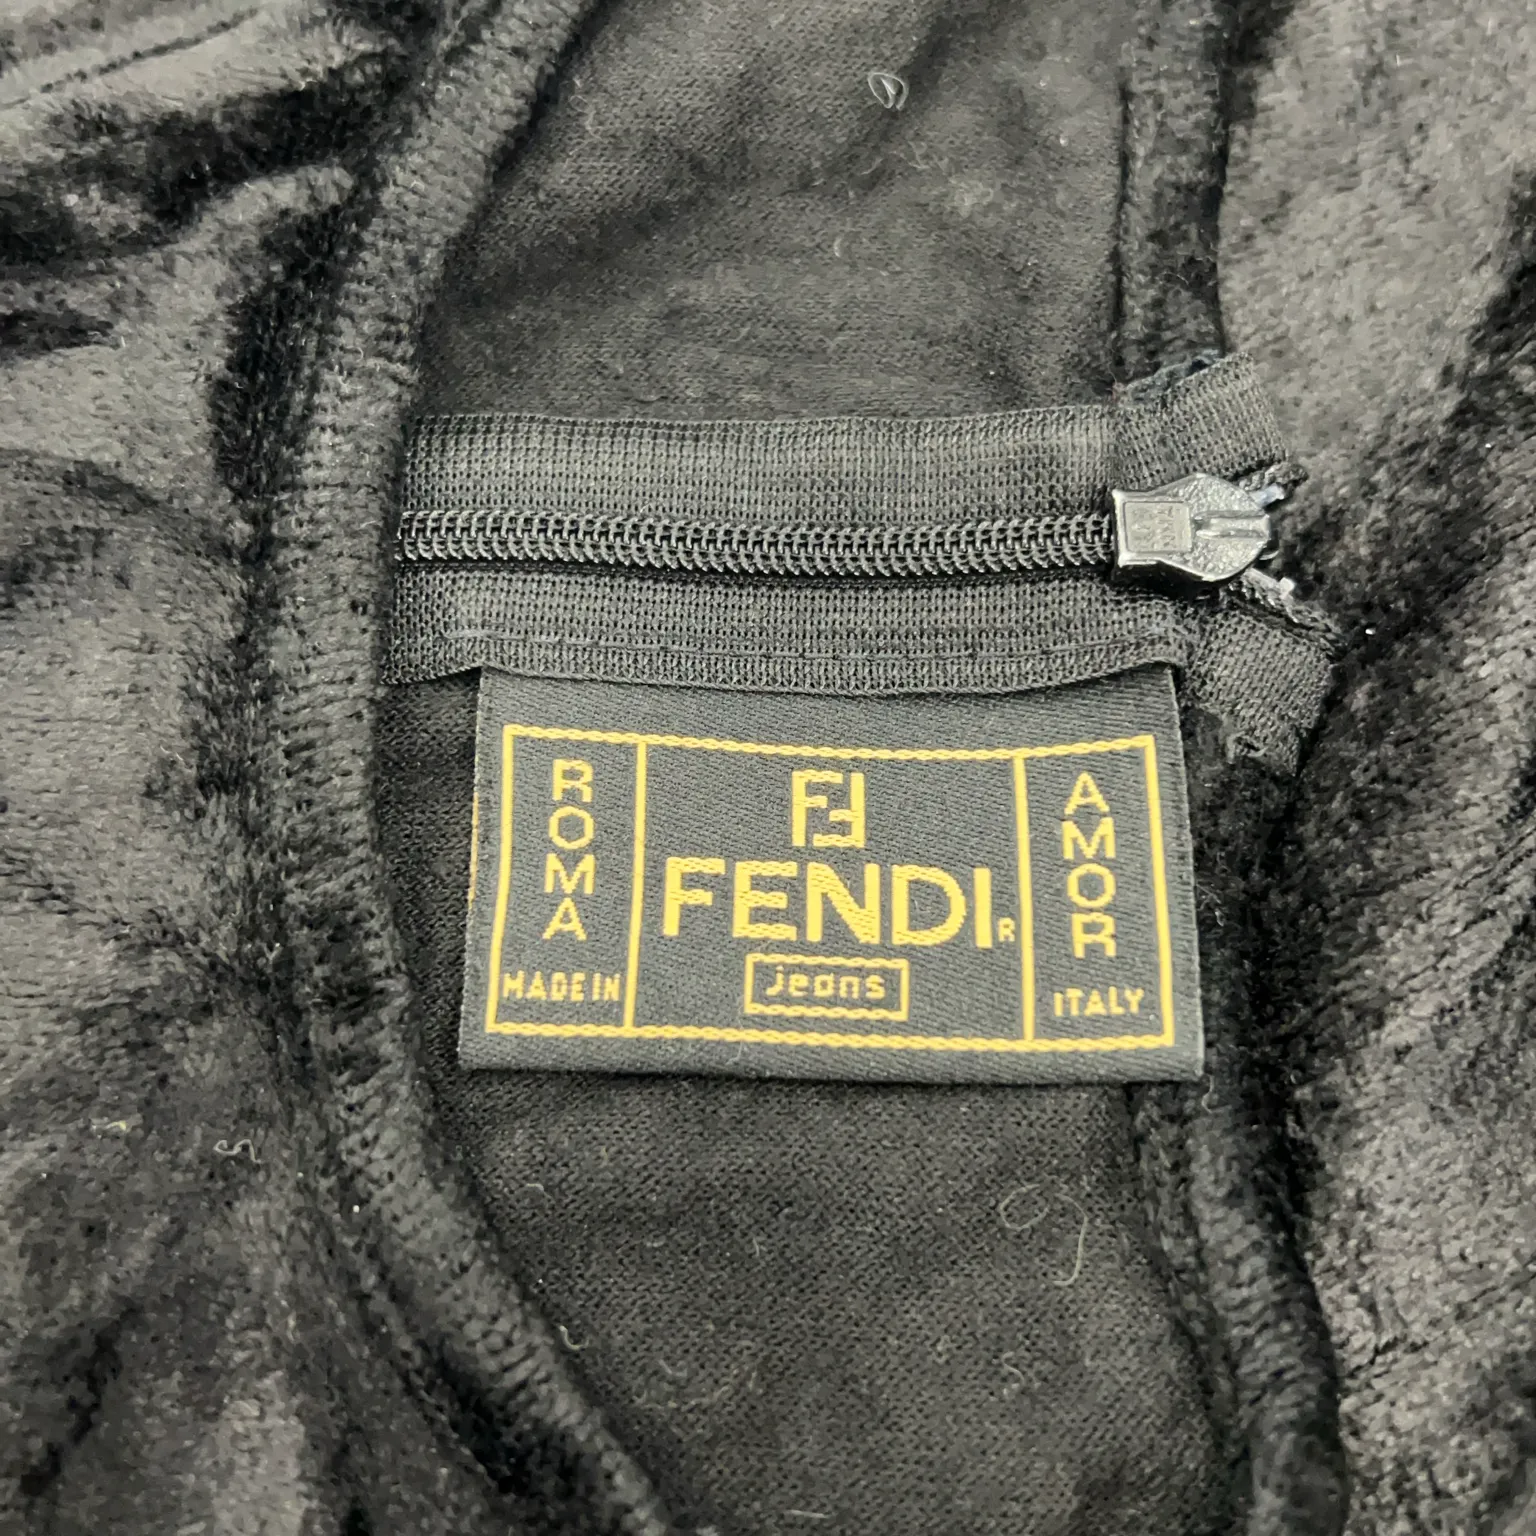 ROMA
MADE IN
FF
FENDI R
jeans
AMOR
ITALY